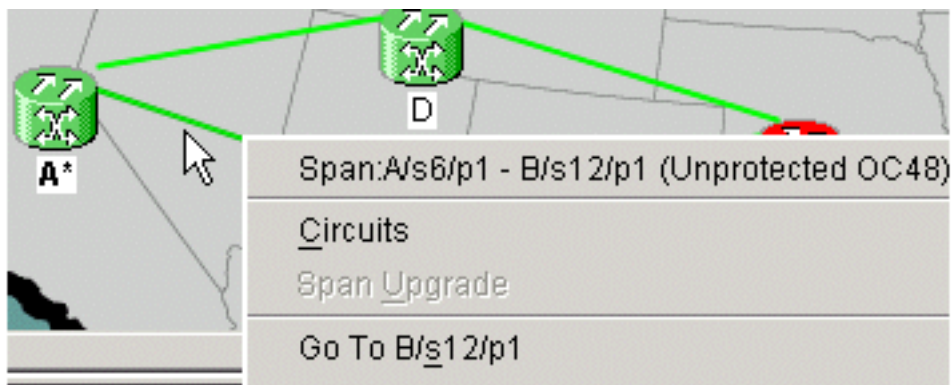 D
A*
Span:A/s6/p1 - B/s12/p1 (Unprotected OC48)
Circuits
Span Upgrade
Go To B/s12/p1